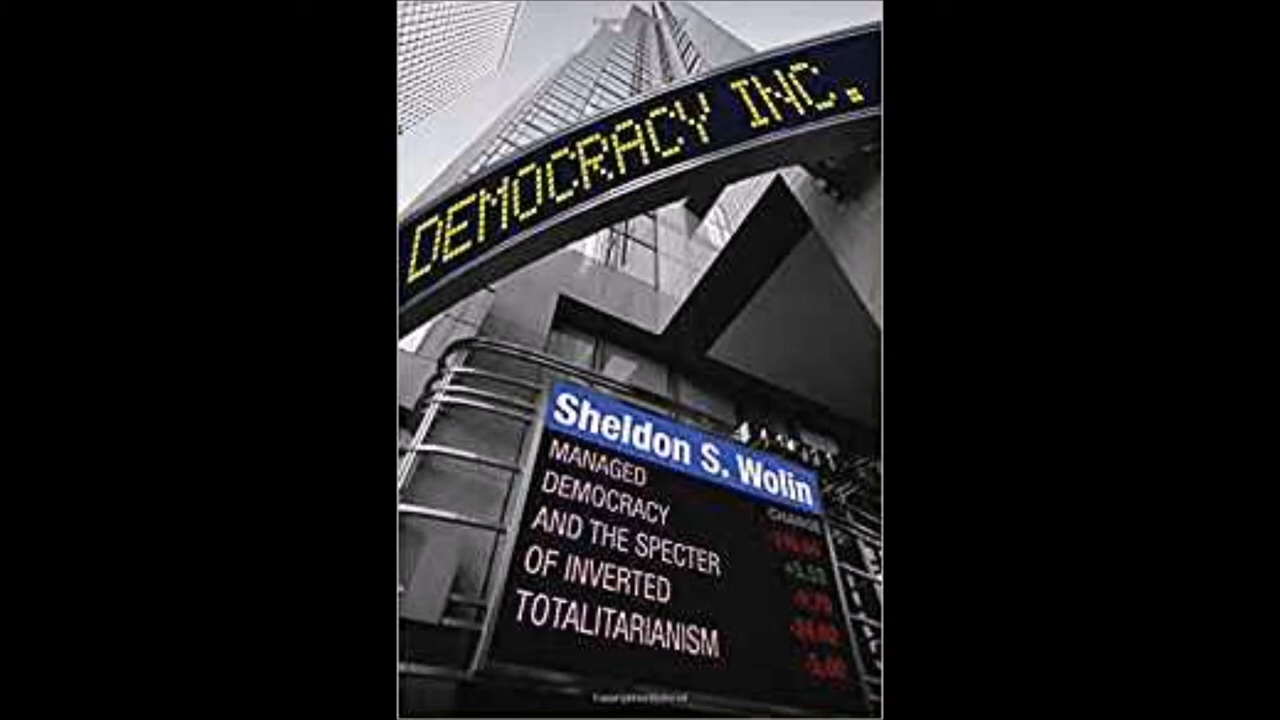 DEMOCRACY INC.
Sheldon S. Wolin
MANAGED
DEMOCRACY
AND THE SPECTER
OF INVERTED
TOTALITARIANISM
CHANGE